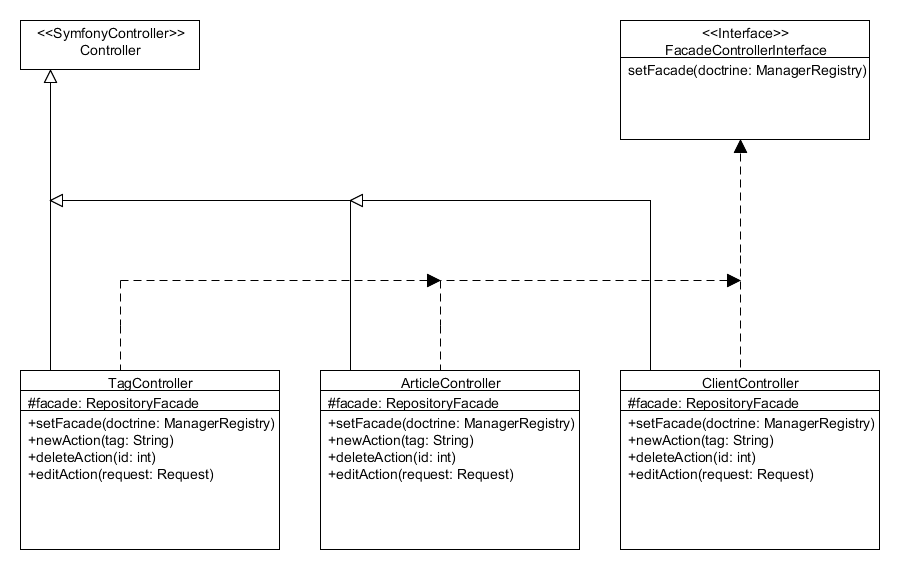 <<SymfonyController>>
Controller
<<Interface>>
FacadeControllerInterface
setFacade(doctrine: ManagerRegistry)
TagController
#facade: RepositoryFacade
+setFacade(doctrine: ManagerRegistry)
+newAction(tag: String)
+deleteAction(id: int)
+editAction(request: Request)
ArticleController
#facade: RepositoryFacade
+setFacade(doctrine: ManagerRegistry)
+newAction(tag: String)
+deleteAction(id: int)
+editAction(request: Request)
ClientController
#facade: RepositoryFacade
+setFacade(doctrine: ManagerRegistry)
+newAction(tag: String)
+deleteAction(id: int)
+editAction(request: Request)